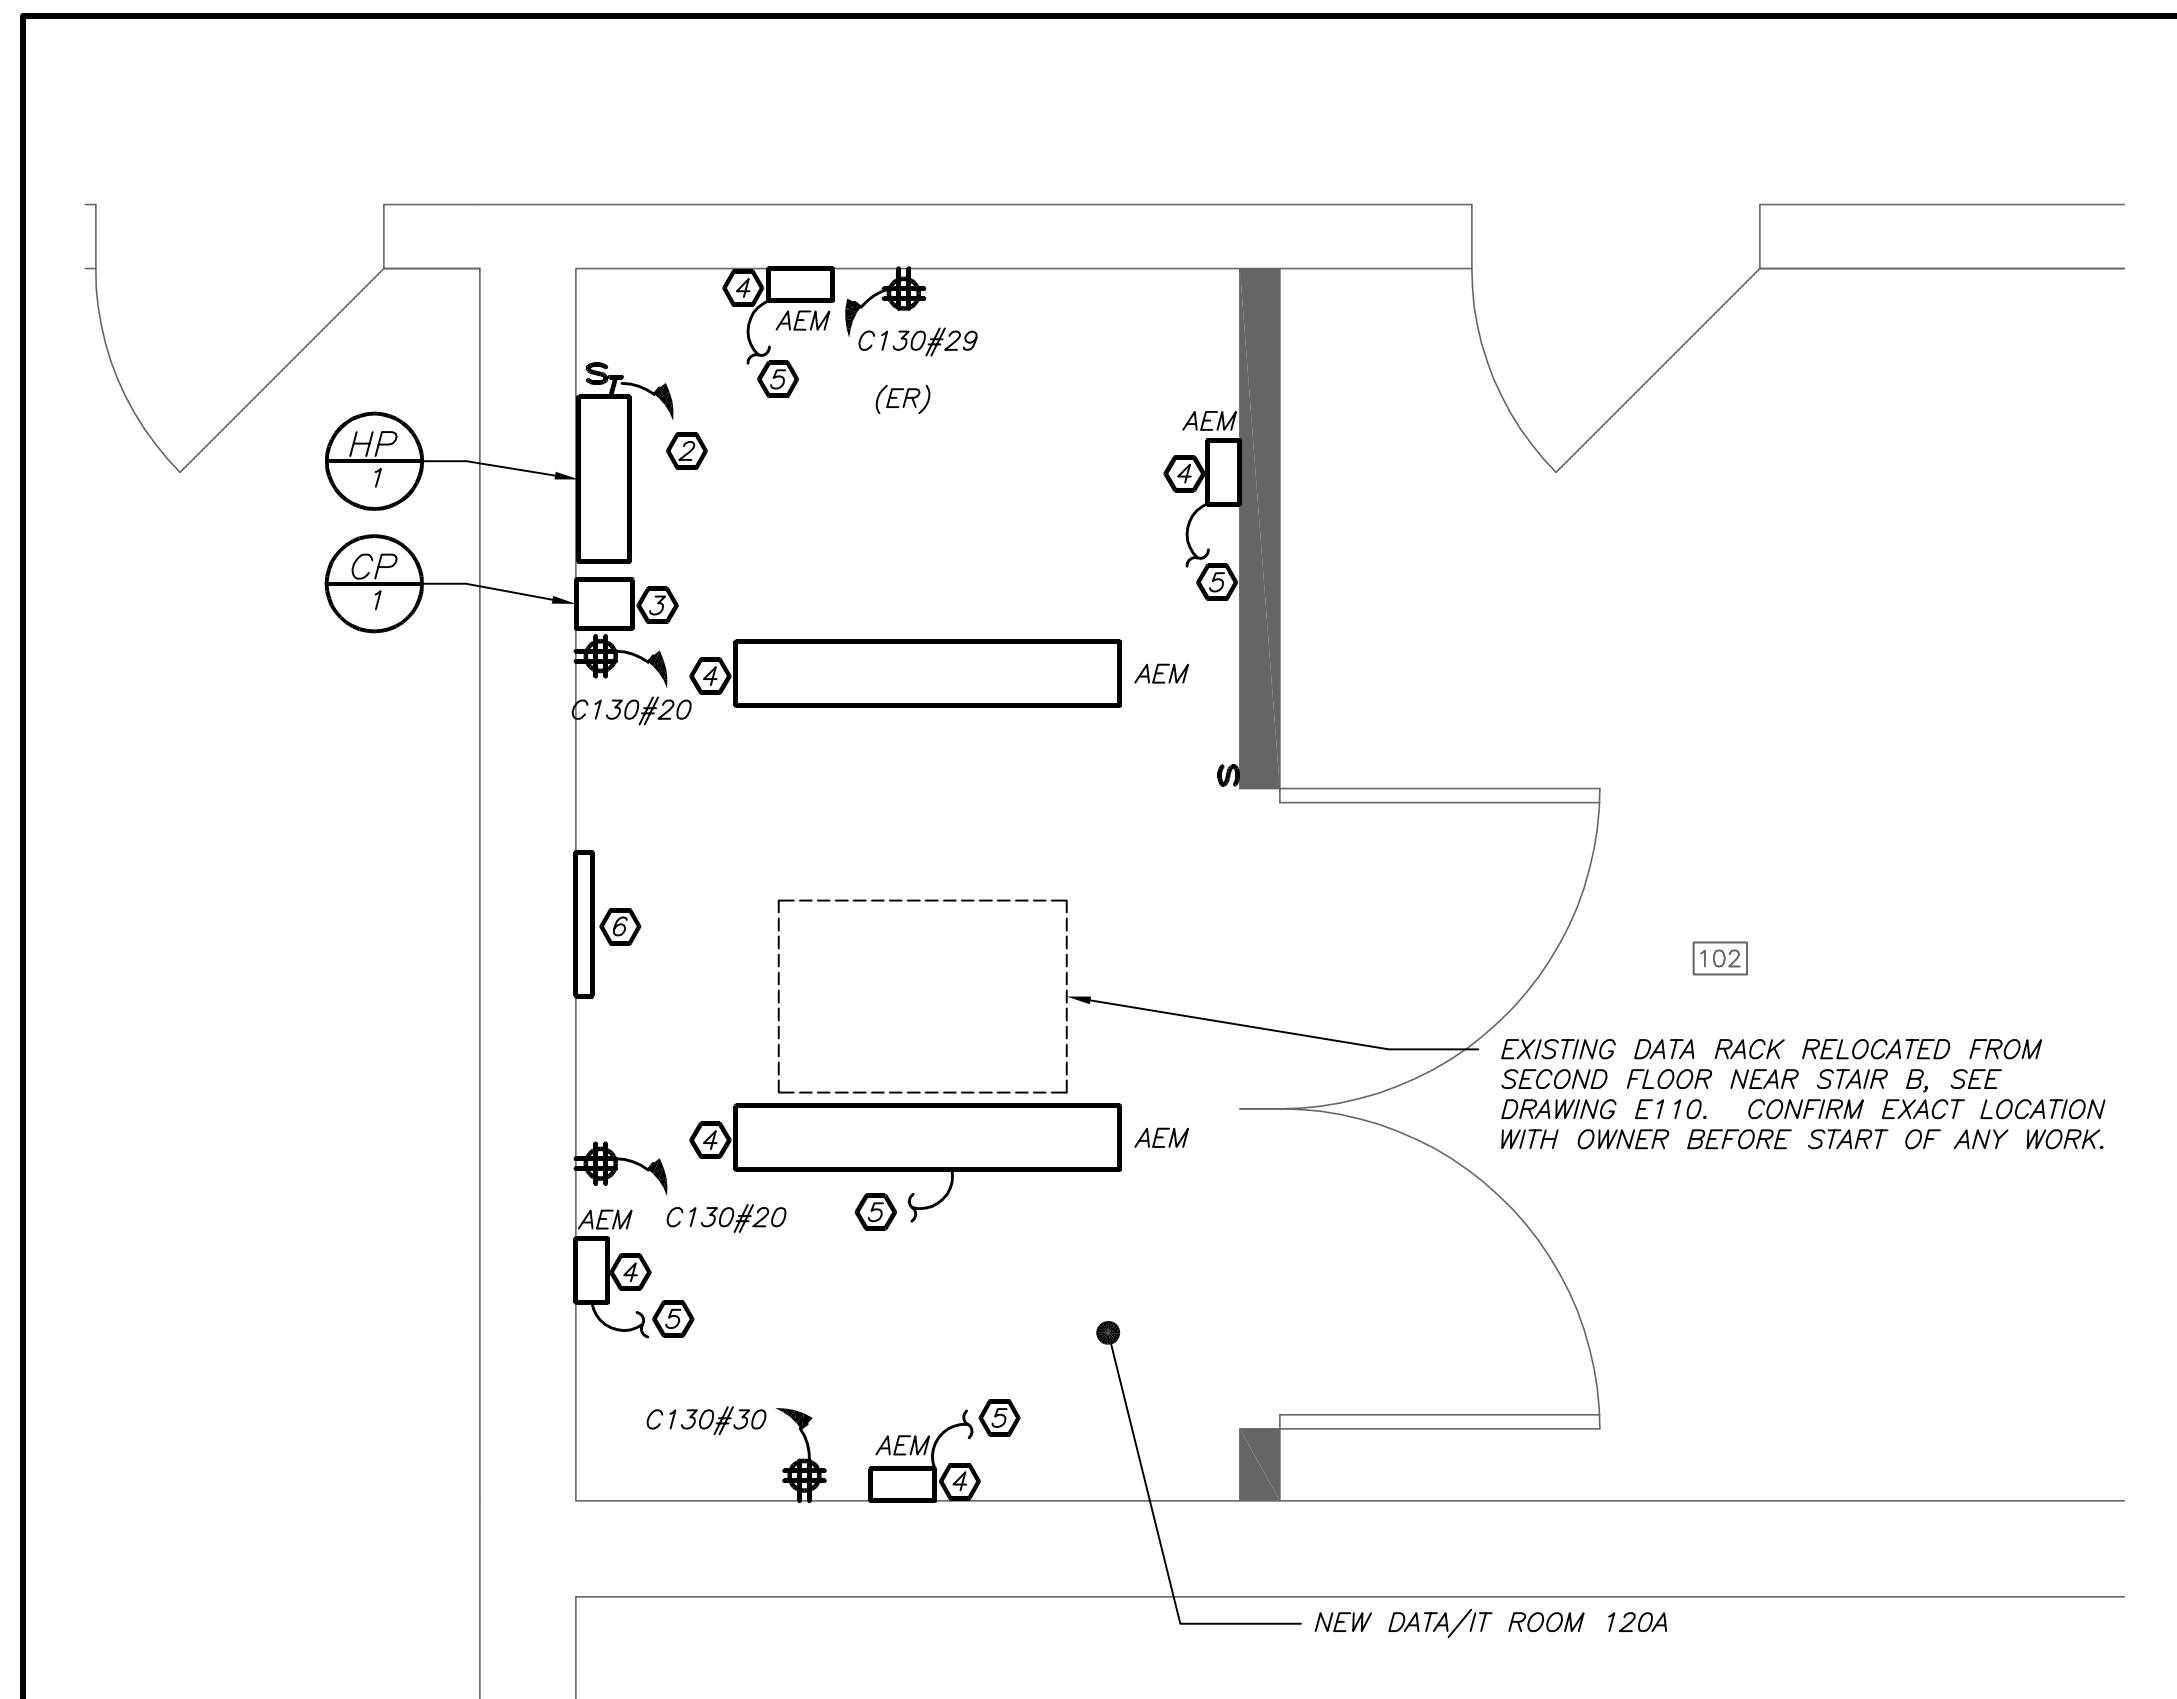 4
AEM
C130#29
5
(ER)
ST
2
HP
1
AEM
4
5
CP
1
3
4
AEM
C130#20
S
6
102
EXISTING DATA RACK RELOCATED FROM
SECOND FLOOR NEAR STAIR B, SEE
DRAWING E110. CONFIRM EXACT LOCATION
WITH OWNER BEFORE START OF ANY WORK.
4
AEM
C130#20
5
AEM
4
5
C130#30
AEM
5
4
NEW DATA/IT ROOM 120A